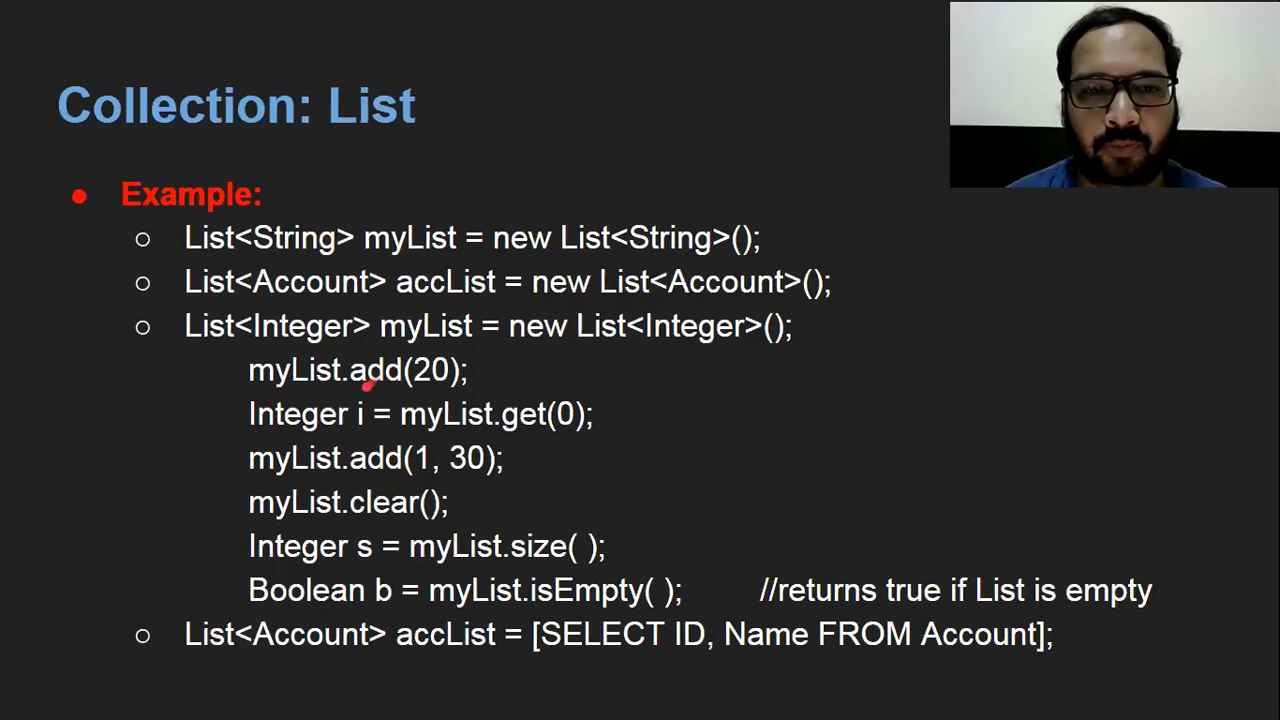 Collection: List
● Example:
○ List<String> myList = new List<String>();
○ List<Account> accList = new List<Account>();
○ List<Integer> myList = new List<Integer>();
myList.add(20);
Integer i = myList.get(0);
myList.add(1, 30);
myList.clear();
Integer s = myList.size( );
Boolean b = myList.isEmpty( ); //returns true if List is empty
○ List<Account> accList = [SELECT ID, Name FROM Account];